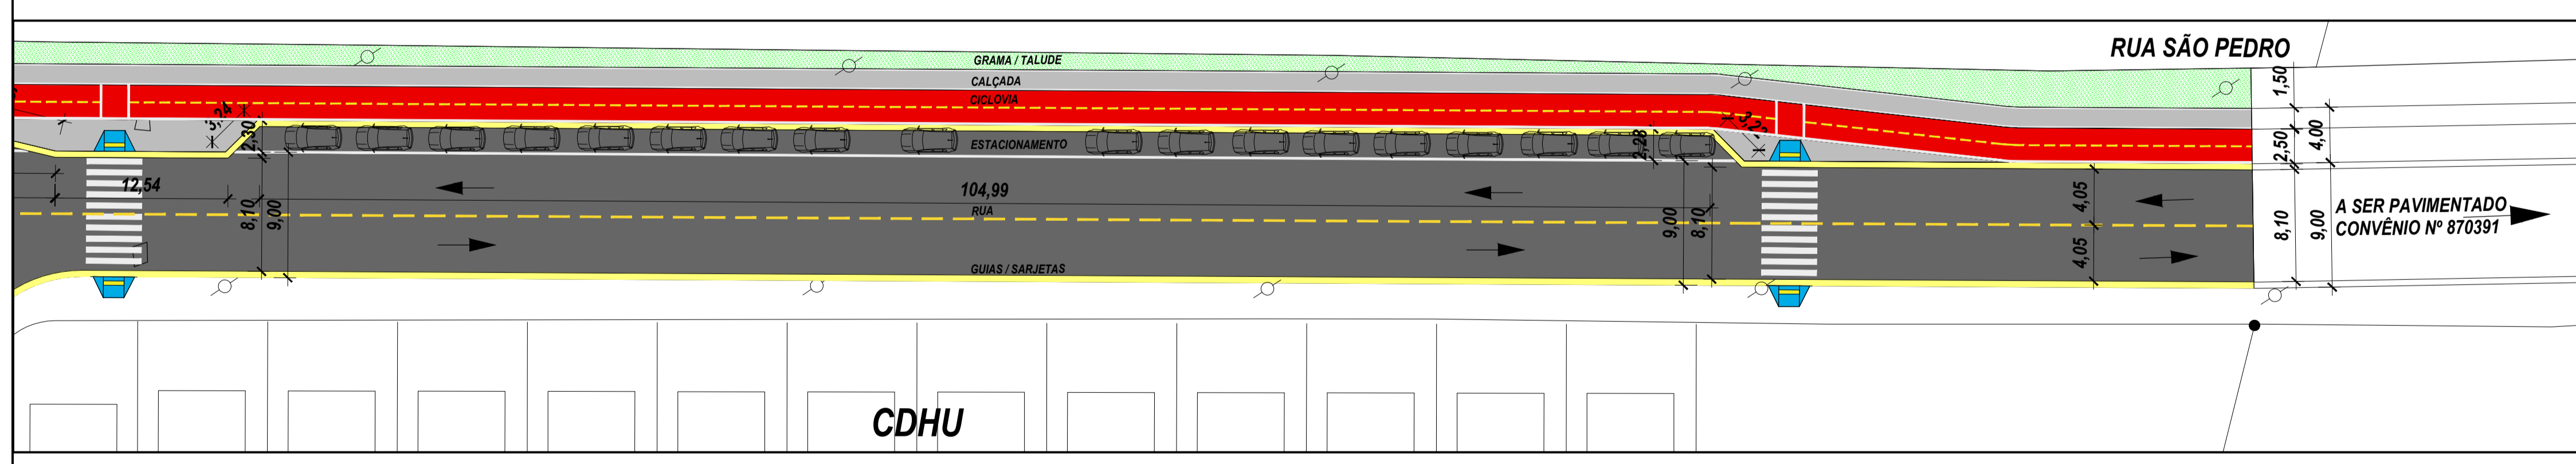 RUA SÃO PEDRO
GRAMA / TALUDE
CALÇADA
CICLOVIA
1,50
3,24
2,30
ESTACIONAMENTO
2,28
2,50
4,00
12,54
104,99
RUA
8,10
9,00
9,00
8,10
4,05
4,05
8,10
9,00
A SER PAVIMENTADO
CONVÊNIO Nº 870391
GUIAS / SARJETAS
CDHU